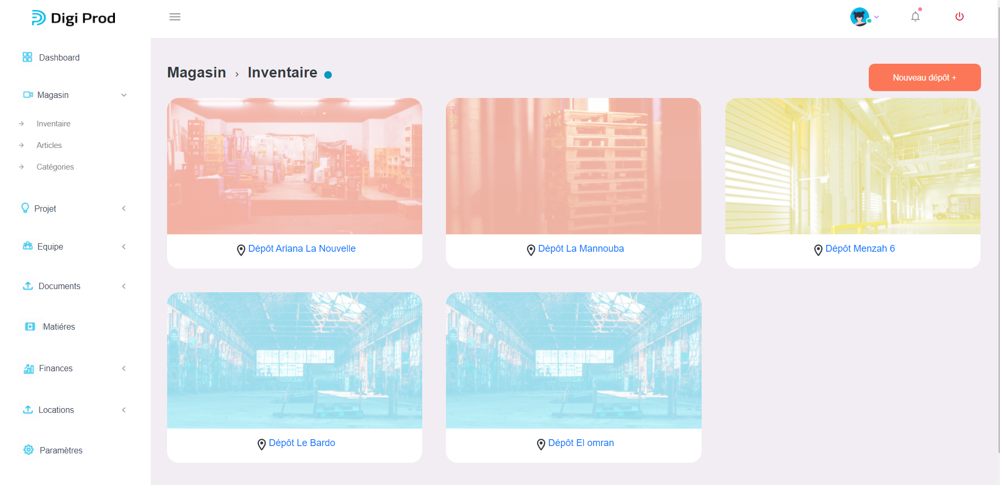 Digi Prod
Dashboard
Magasin
Inventaire
Articles
Catégories
Projet
Equipe
Documents
Matiéres
Finances
Locations
Paramètres
Magasin › Inventaire
Nouveau dépôt +
Dépôt Ariana La Nouvelle
Dépôt La Mannouba
Dépôt Menzah 6
Dépôt Le Bardo
Dépôt El omran